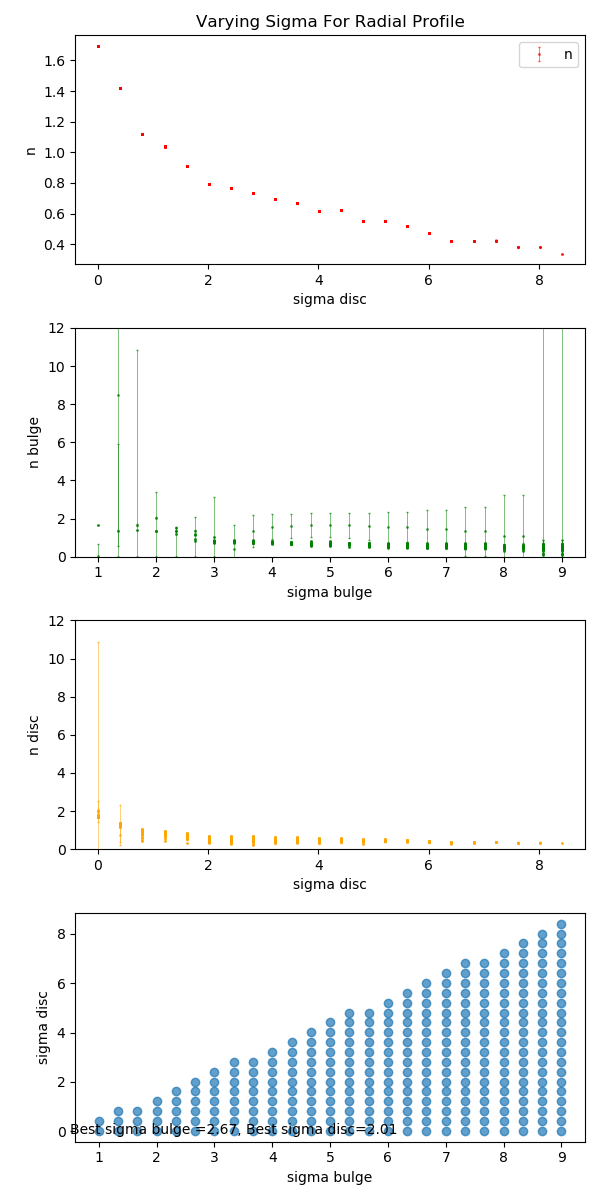 Varying Sigma For Radial Profile
n
1.6
1.4
1.2
1.0
0.8
0.6
0.4
n
0 2 4 6 8
sigma disc
12
10
8
6
4
2
0
n bulge
1 2 3 4 5 6 7 8 9
sigma bulge
12
10
8
6
4
2
0
n disc
0 2 4 6 8
sigma disc
8
6
4
2
0
sigma disc
Best sigma bulge =2.67, Best sigma disc=2.01
1 2 3 4 5 6 7 8 9
sigma bulge